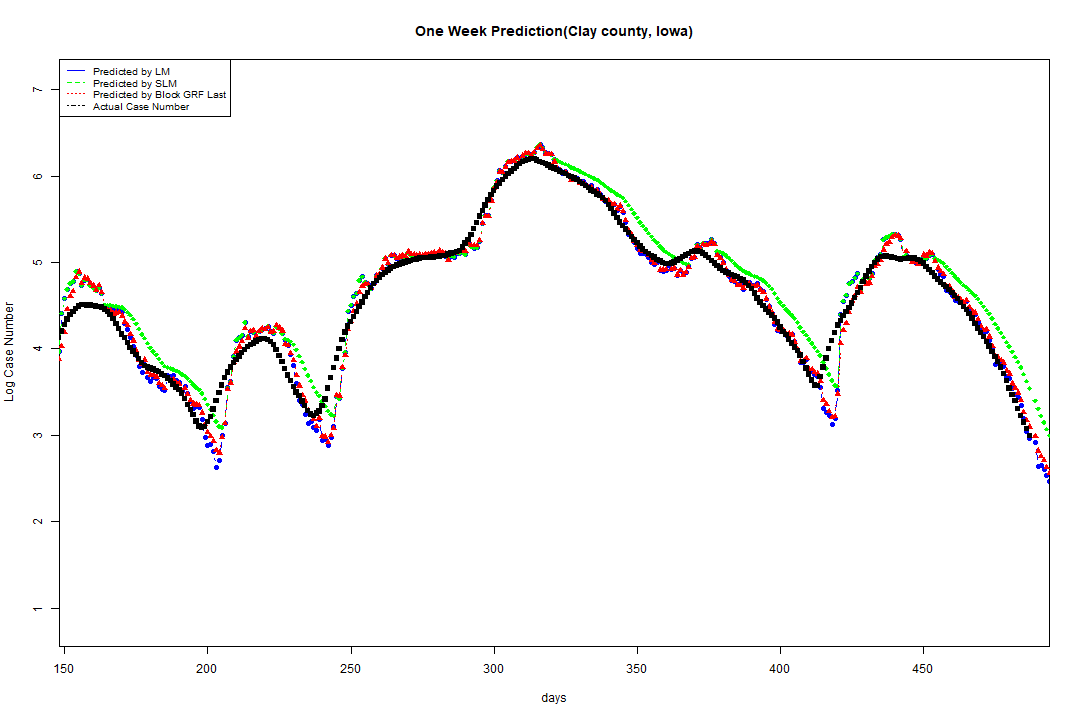 One Week Prediction(Clay county, Iowa)
Predicted by LM
Predicted by SLM
Predicted by Block GRF Last
Actual Case Number
7
6
5
4
3
2
1
Log Case Number
150 200 250 300 350 400 450
days